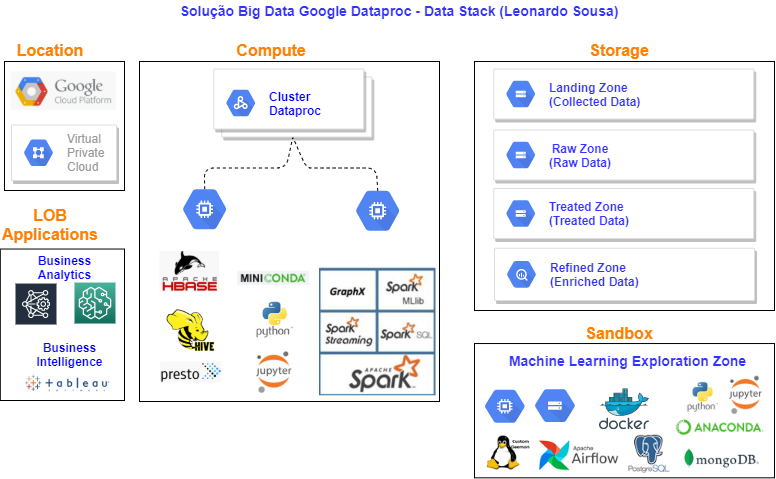 Solução Big Data Google Dataproc - Data Stack (Leonardo Sousa)
Location
Google
Cloud Platform
Virtual
Private
Cloud
LOB
Applications
Business
Analytics
Business
Intelligence
+ableau
Compute
Cluster
Dataproc
APACHE
HBASE
MINICONDA
HIVE
python
presto
jupyter
GraphX
Spark
MLlib
Spark
Streaming
Spark SQL
APACHE
Spark
Storage
Landing Zone
(Collected Data)
Raw Zone
(Raw Data)
Treated Zone
(Treated Data)
Refined Zone
(Enriched Data)
Sandbox
Machine Learning Exploration Zone
docker
python
jupyter
ANACONDA
Custom
Daemon
Apache
Airflow
PostgreSQL
mongoDB